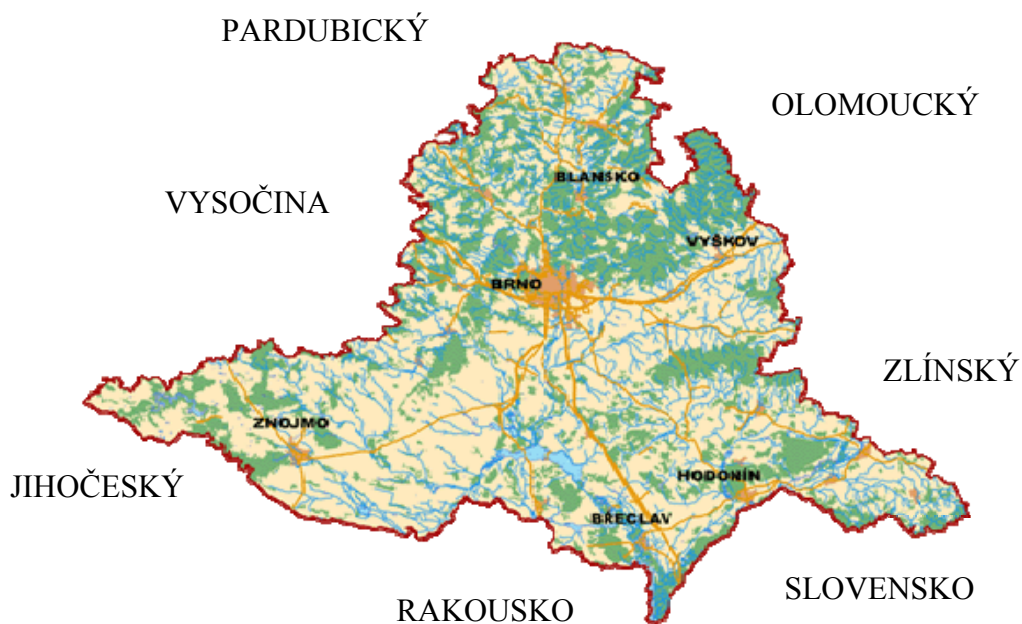 PARDUBICKÝ
OLOMOUCKÝ
BLANSKO
VYSOČINA
VYŠKOV
BRNO
ZLÍNSKÝ
ZNOJMO
HODONÍN
JIHOČESKÝ
BŘECLAV
SLOVENSKO
RAKOUSKO